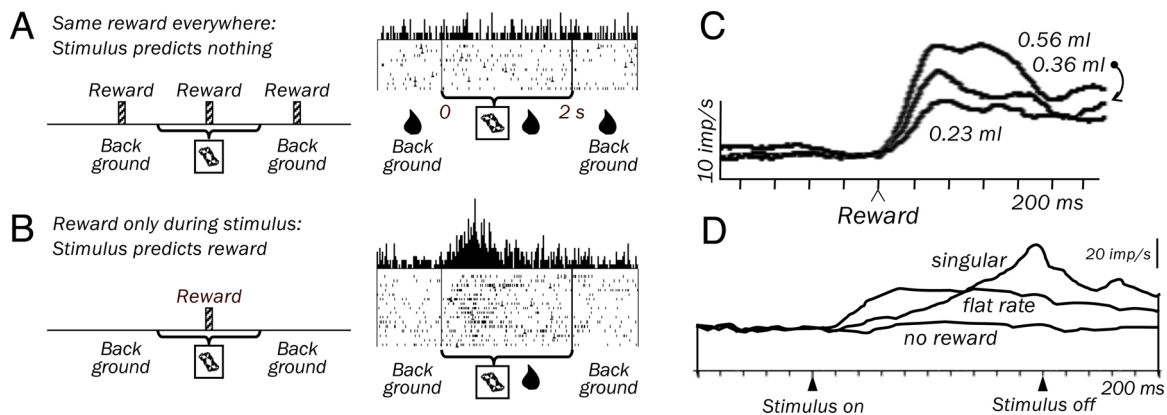 A
Same reward everywhere:
Stimulus predicts nothing
Reward Reward Reward
Back
ground
Back
ground
0
2 s
Back
ground
Back
ground
B
Reward only during stimulus:
Stimulus predicts reward
Reward
Back
ground
Back
ground
Back
ground
Back
ground
C
10 imp/s
0.56 ml
0.36 ml
0.23 ml
Reward
200 ms
D
20 imp/s
singular
flat rate
no reward
200 ms
Stimulus on
Stimulus off